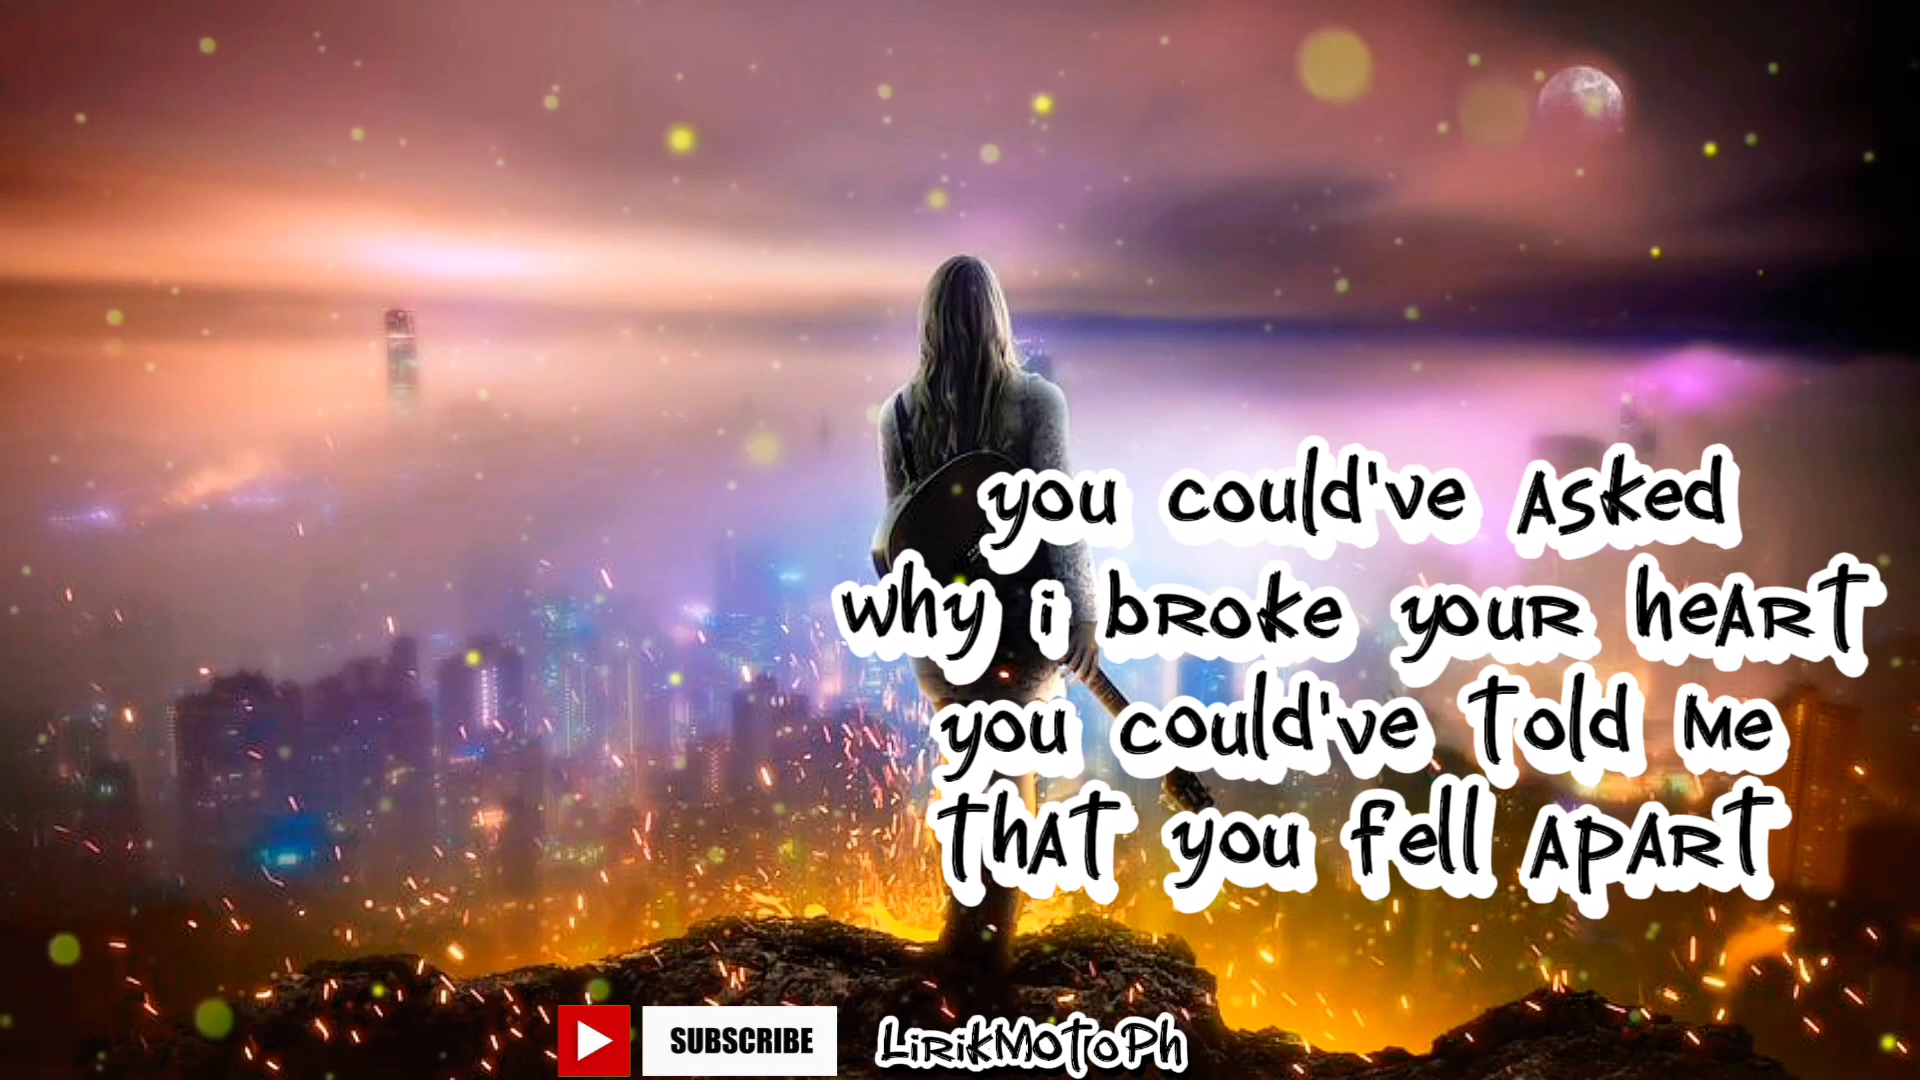 you could've asked
why i broke your heart
you could've told me
that you fell apart
SUBSCRIBE LirikMotoPh